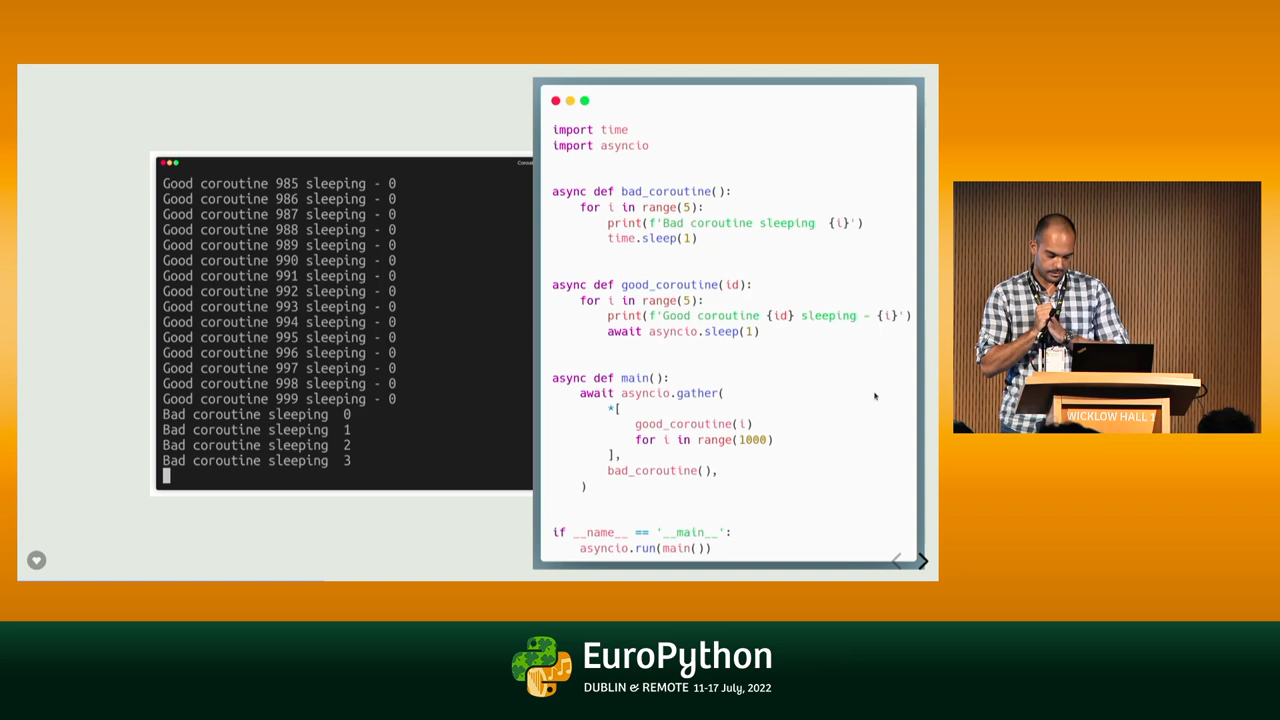 Good coroutine 985 sleeping - 0
Good coroutine 986 sleeping - 0
Good coroutine 987 sleeping - 0
Good coroutine 988 sleeping - 0
Good coroutine 989 sleeping - 0
Good coroutine 990 sleeping - 0
Good coroutine 991 sleeping - 0
Good coroutine 992 sleeping - 0
Good coroutine 993 sleeping - 0
Good coroutine 994 sleeping - 0
Good coroutine 995 sleeping - 0
Good coroutine 996 sleeping - 0
Good coroutine 997 sleeping - 0
Good coroutine 998 sleeping - 0
Good coroutine 999 sleeping - 0
Bad coroutine sleeping  0
Bad coroutine sleeping  1
Bad coroutine sleeping  2
Bad coroutine sleeping  3
import time
import asyncio
async def bad_coroutine():
    for i in range(5):
        print(f'Bad coroutine sleeping  {i}')
        time.sleep(1)
async def good_coroutine(id):
    for i in range(5):
        print(f'Good coroutine {id} sleeping - {i}')
        await asyncio.sleep(1)
async def main():
    await asyncio.gather(
        *[
            good_coroutine(i)
            for i in range(1000)
        ],
        bad_coroutine(),
    )
if __name__ == '__main__':
    asyncio.run(main())
WICKLOW HALL 1
EuroPython
DUBLIN & REMOTE 11-17 July, 2022